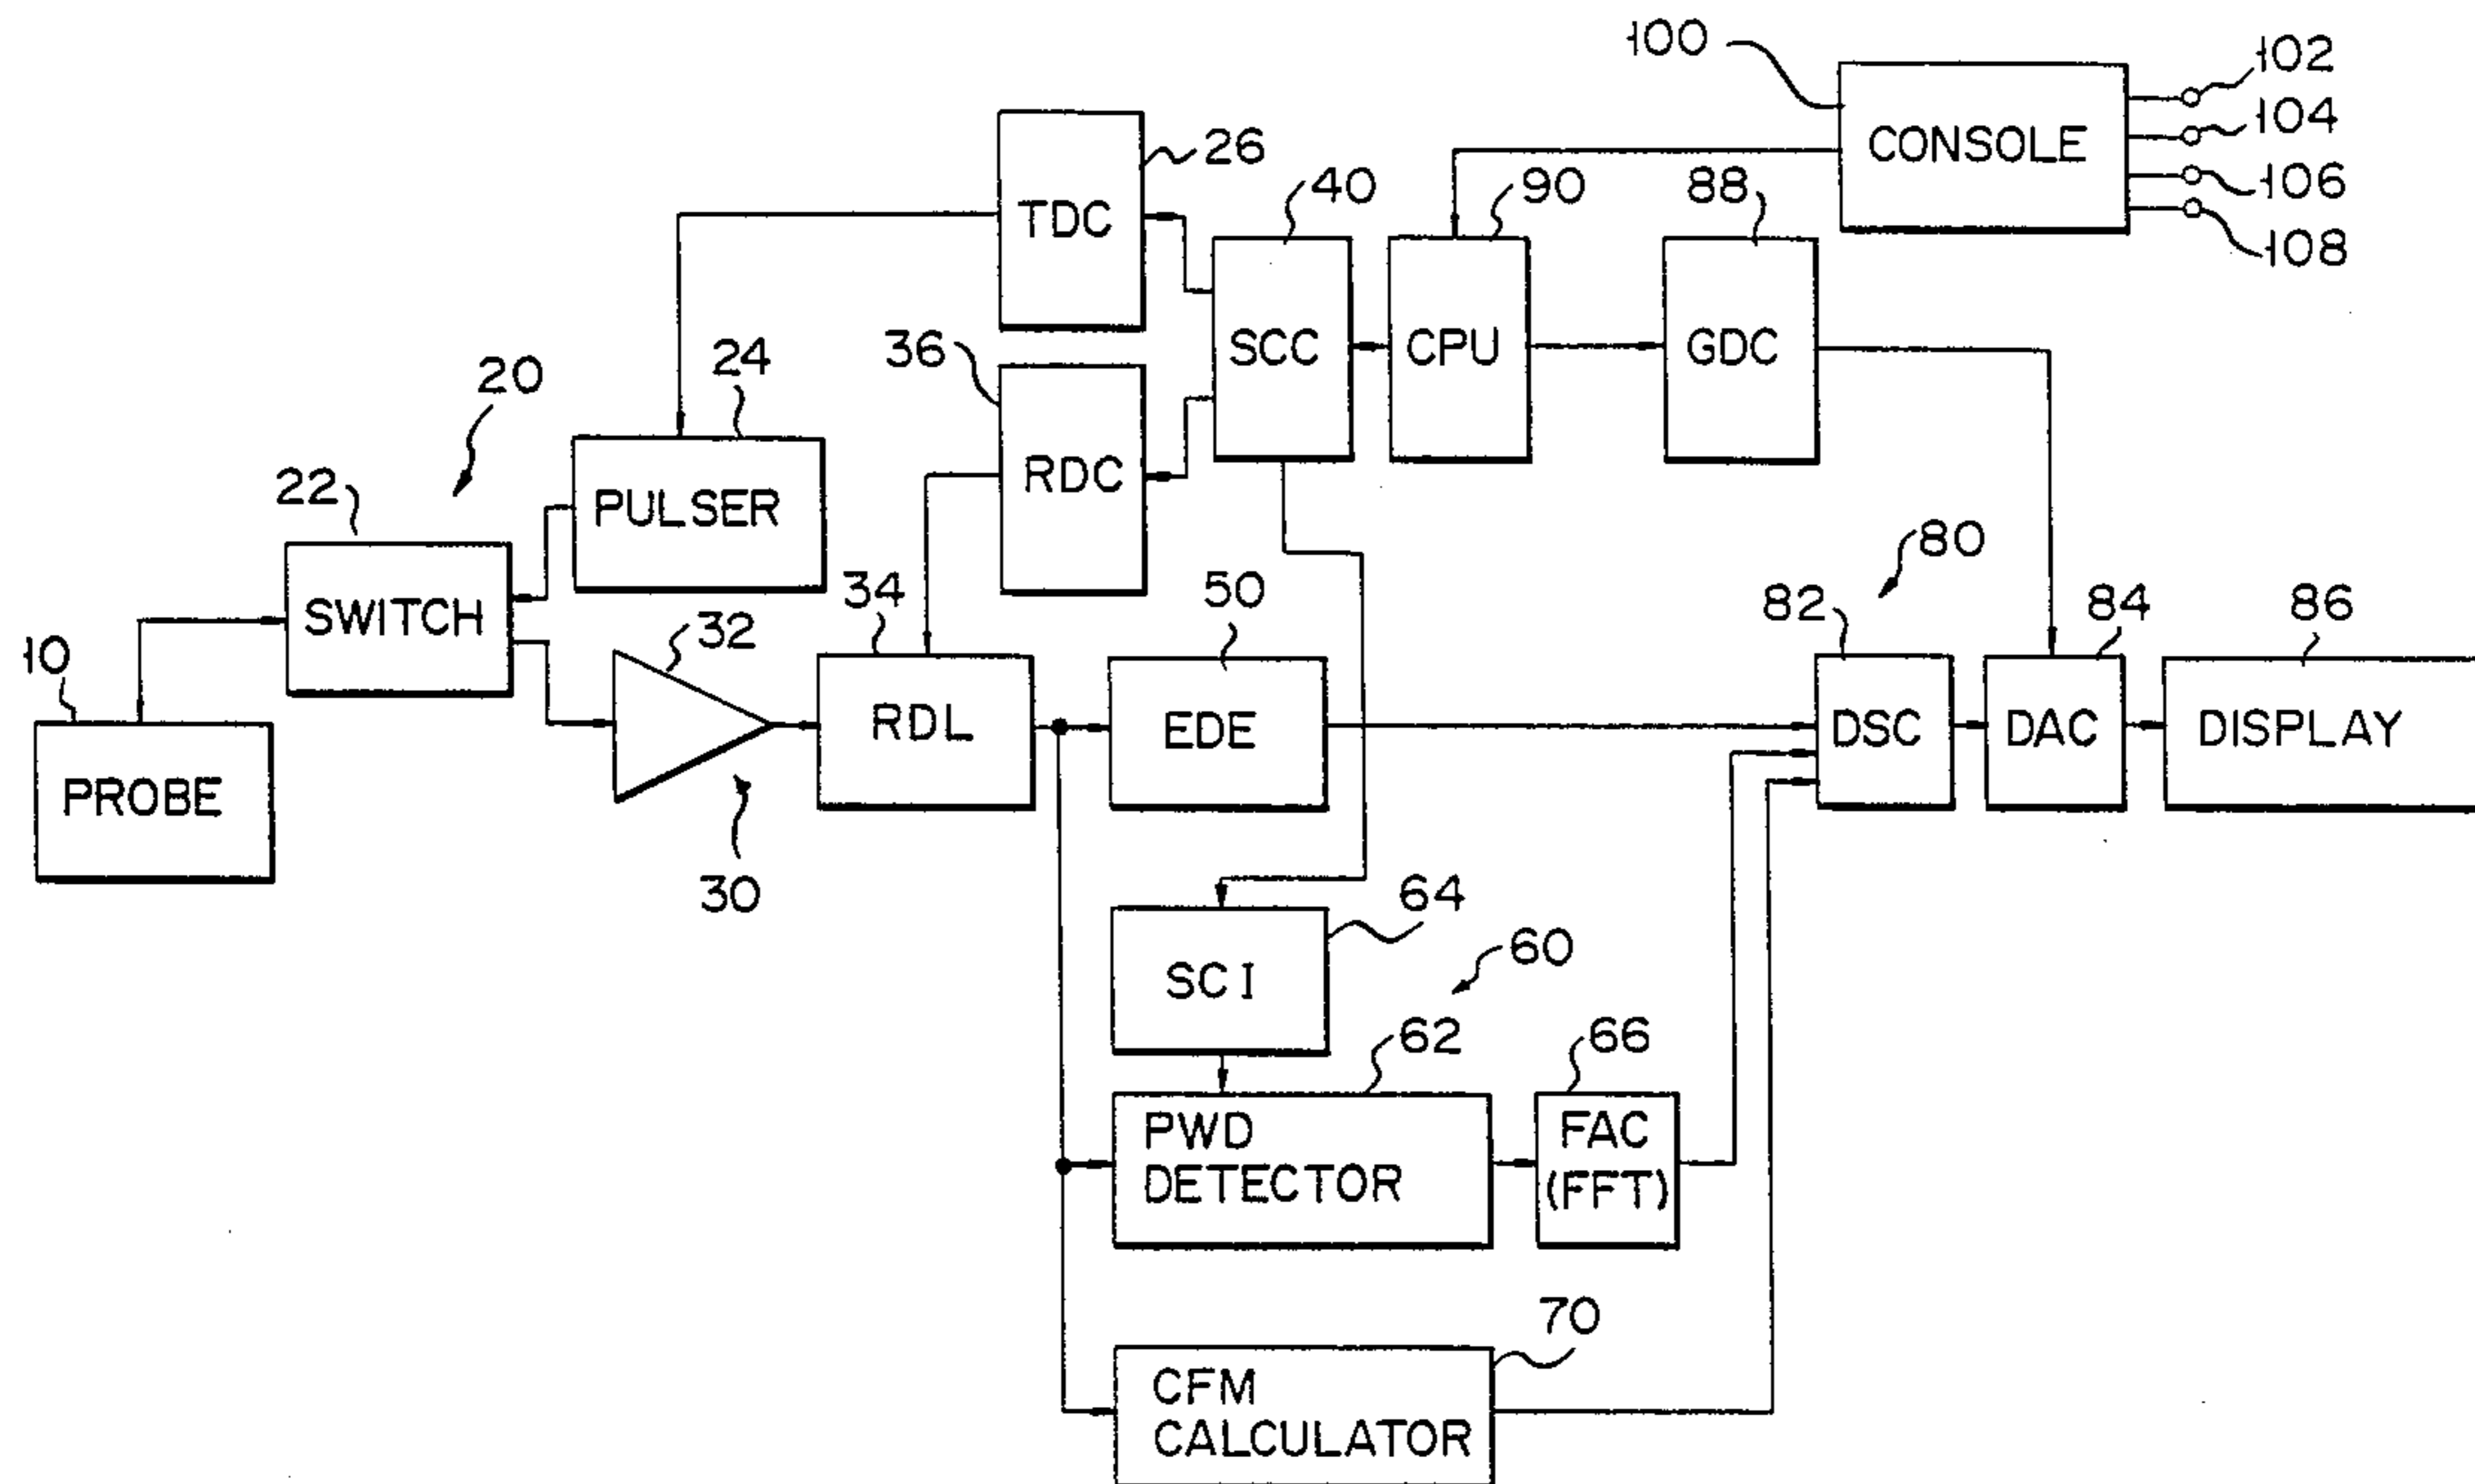 100
102
104
106
108
CONSOLE
26
TDC
40
90
88
SCC
CPU
GDC
36
RDC
20
24
PULSER
22
SWITCH
80
10
PROBE
32
34
RDL
50
EDE
82
DSC
84
DAC
86
DISPLAY
30
64
SCI
60
62
PWD
DETECTOR
66
FAC
(FFT)
70
CFM
CALCULATOR